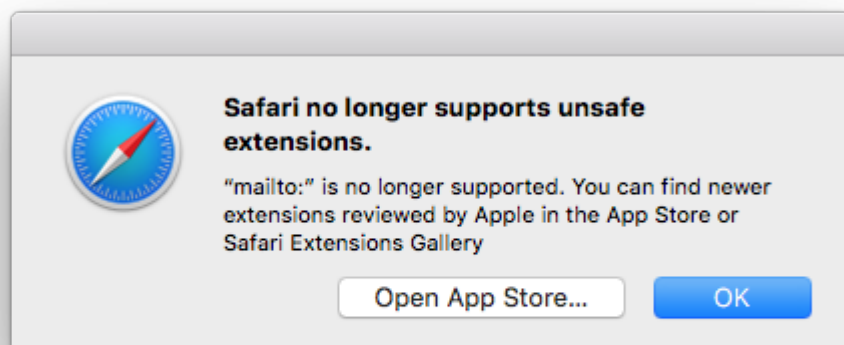 Safari no longer supports unsafe
extensions.
“mailto:” is no longer supported. You can find newer
extensions reviewed by Apple in the App Store or
Safari Extensions Gallery
Open App Store...
OK